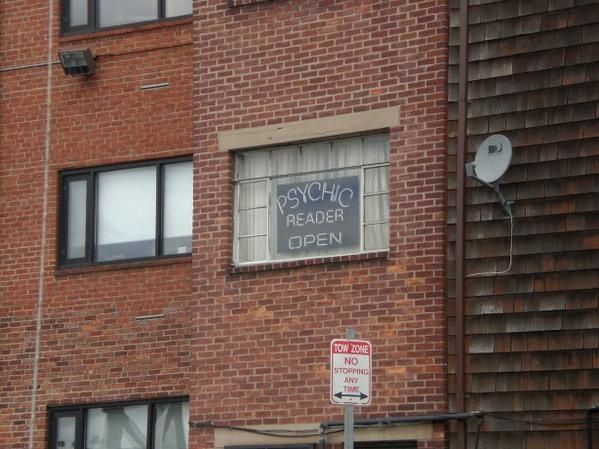 PSYCHIC
READER
OPEN
TOW ZONE
NO
STOPPING
ANY
TIME